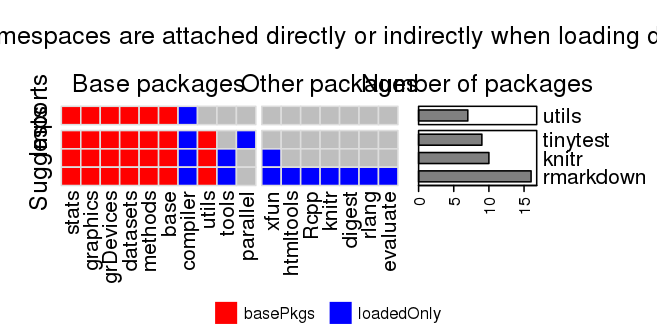 mespaces are attached directly or indirectly when loading d
Base packages
Other packages
Number of packages
Imports
Suggests
utils
tinytest
knitr
rmarkdown
stats
graphics
grDevices
datasets
methods
base
compiler
utils
tools
parallel
xfun
htmltools
Rcpp
knitr
digest
rlang
evaluate
0
5
10
15
basePkgs
loadedOnly